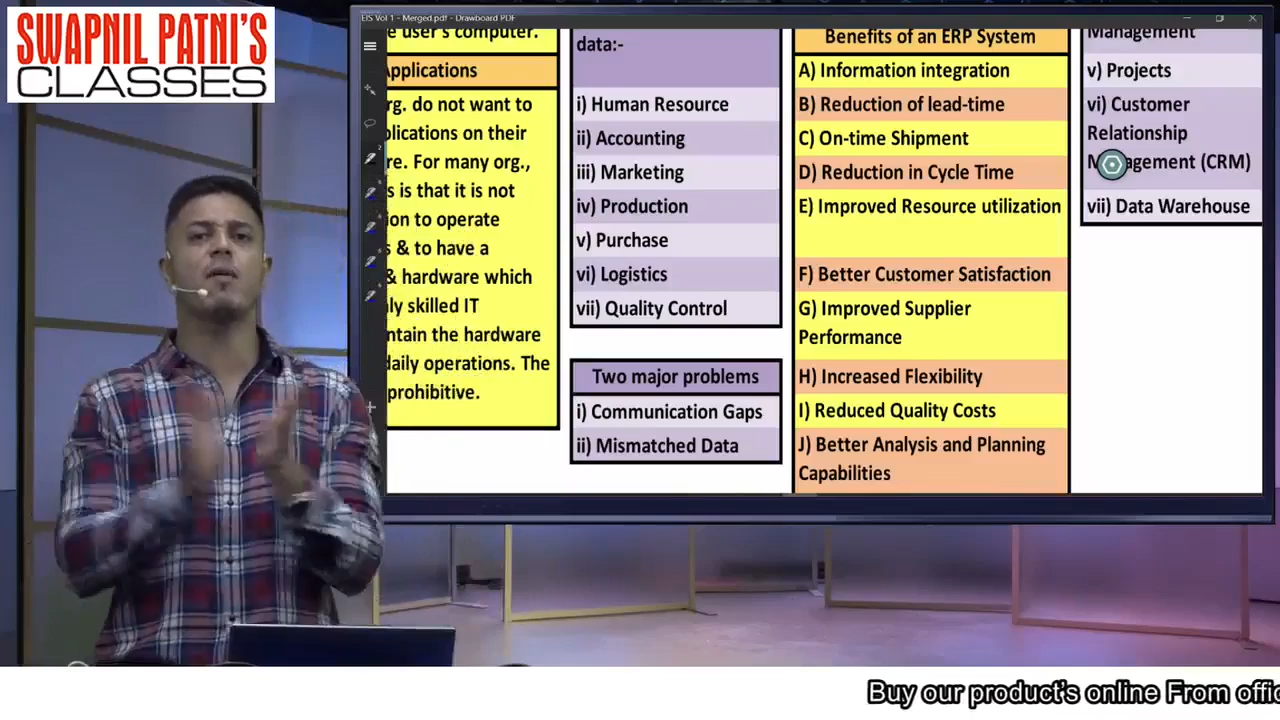 SWAPNIL PATNI'S
CLASSES
EIS Vol 1 - Merged.pdf - Drawboard PDF
e user's computer.
Applications
rg. do not want to
lications on their
re. For many org.,
s is that it is not
ion to operate
s & to have a
& hardware which
ly skilled IT
ntain the hardware
daily operations. The
prohibitive.
data:-
i) Human Resource
ii) Accounting
iii) Marketing
iv) Production
v) Purchase
vi) Logistics
vii) Quality Control
Two major problems
i) Communication Gaps
ii) Mismatched Data
Benefits of an ERP System
A) Information integration
B) Reduction of lead-time
C) On-time Shipment
D) Reduction in Cycle Time
E) Improved Resource utilization
F) Better Customer Satisfaction
G) Improved Supplier
Performance
H) Increased Flexibility
I) Reduced Quality Costs
J) Better Analysis and Planning
Capabilities
Management
v) Projects
vi) Customer
Relationship
Management (CRM)
vii) Data Warehouse
Buy our product's online From offic